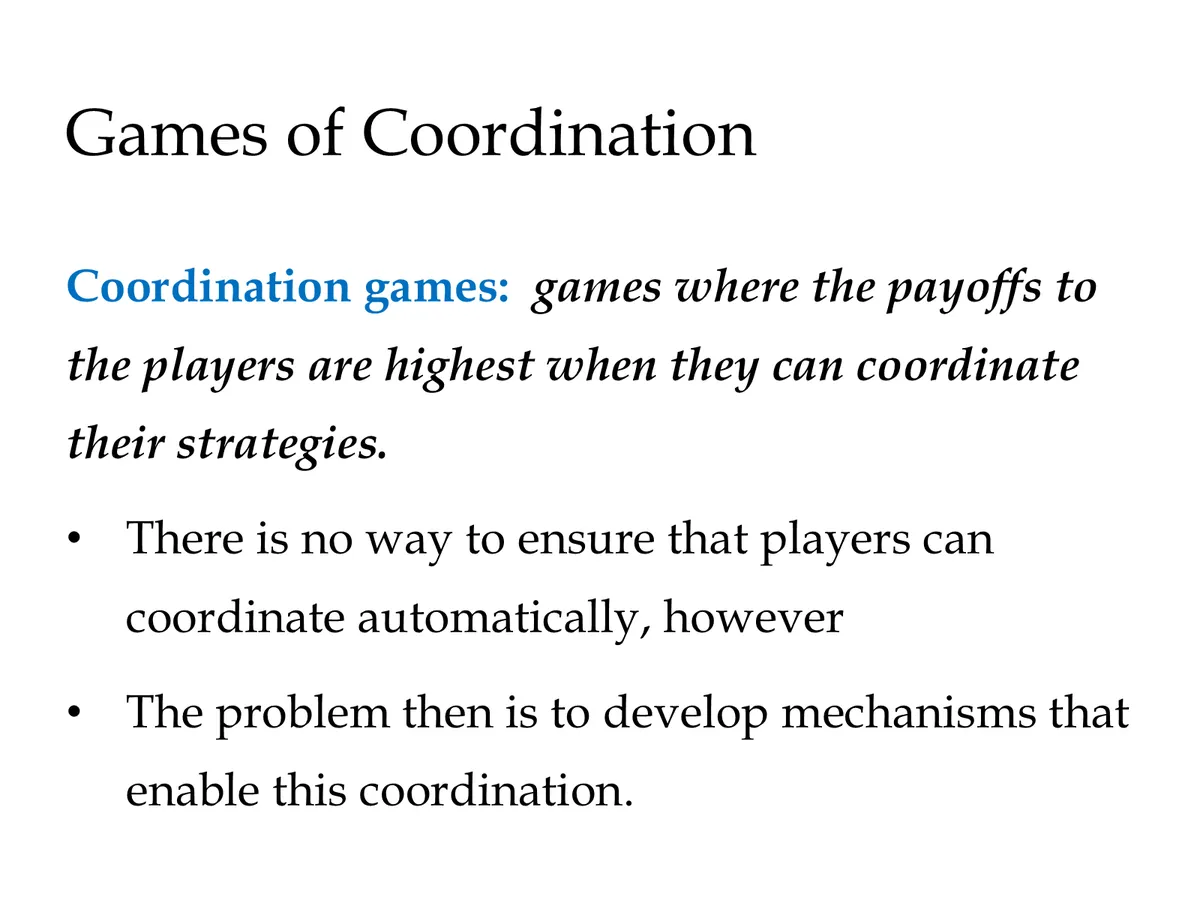 Games of Coordination
Coordination games:  games where the payoffs to
the players are highest when they can coordinate
their strategies.
• There is no way to ensure that players can
coordinate automatically, however
• The problem then is to develop mechanisms that
enable this coordination.